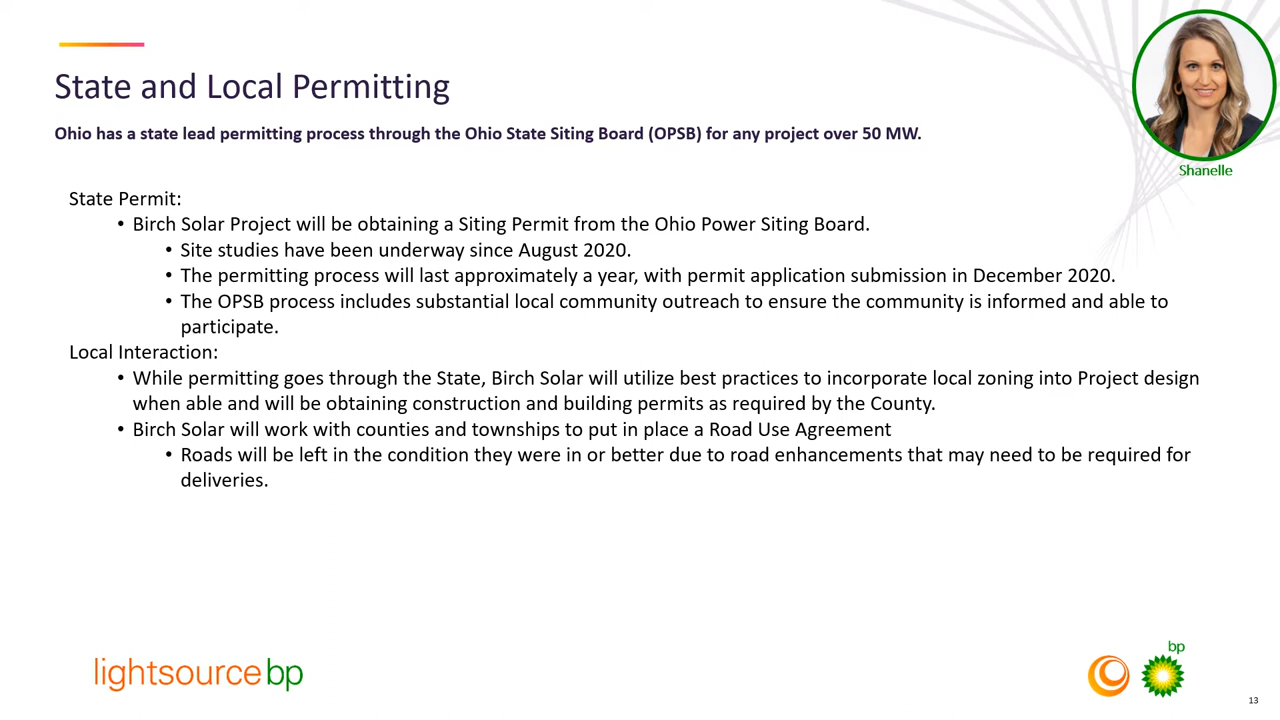 State and Local Permitting
Ohio has a state lead permitting process through the Ohio State Siting Board (OPSB) for any project over 50 MW.
Shanelle
State Permit:
• Birch Solar Project will be obtaining a Siting Permit from the Ohio Power Siting Board.
• Site studies have been underway since August 2020.
• The permitting process will last approximately a year, with permit application submission in December 2020.
• The OPSB process includes substantial local community outreach to ensure the community is informed and able to
participate.
Local Interaction:
• While permitting goes through the State, Birch Solar will utilize best practices to incorporate local zoning into Project design
when able and will be obtaining construction and building permits as required by the County.
• Birch Solar will work with counties and townships to put in place a Road Use Agreement
• Roads will be left in the condition they were in or better due to road enhancements that may need to be required for
deliveries.
lightsource bp
bp
13